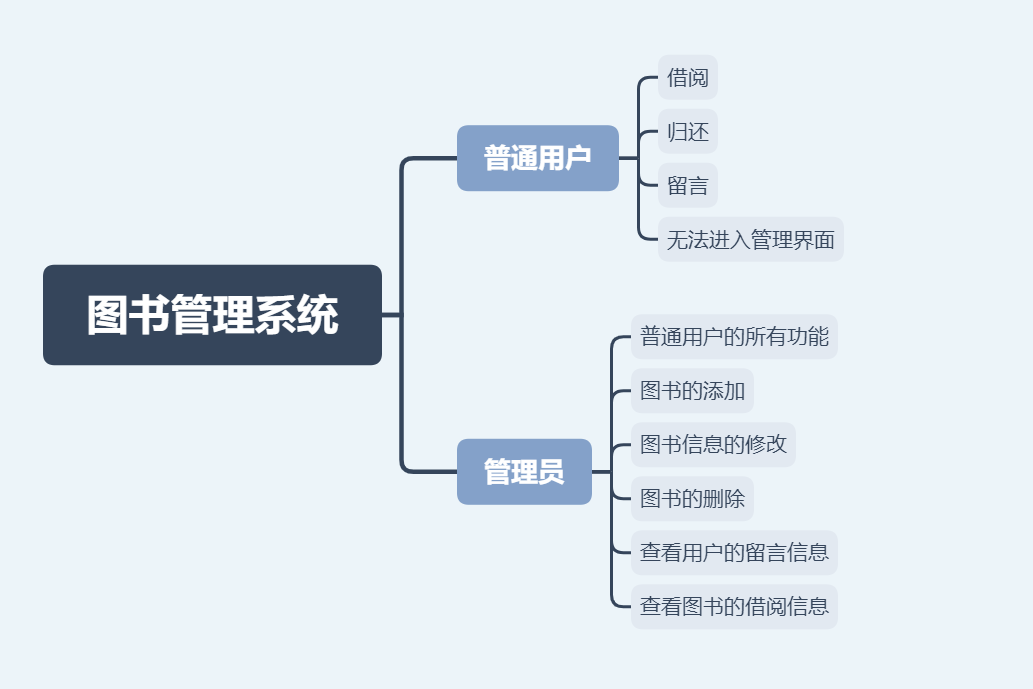 图书管理系统
普通用户
借阅
归还
留言
无法进入管理界面
管理员
普通用户的所有功能
图书的添加
图书信息的修改
图书的删除
查看用户的留言信息
查看图书的借阅信息